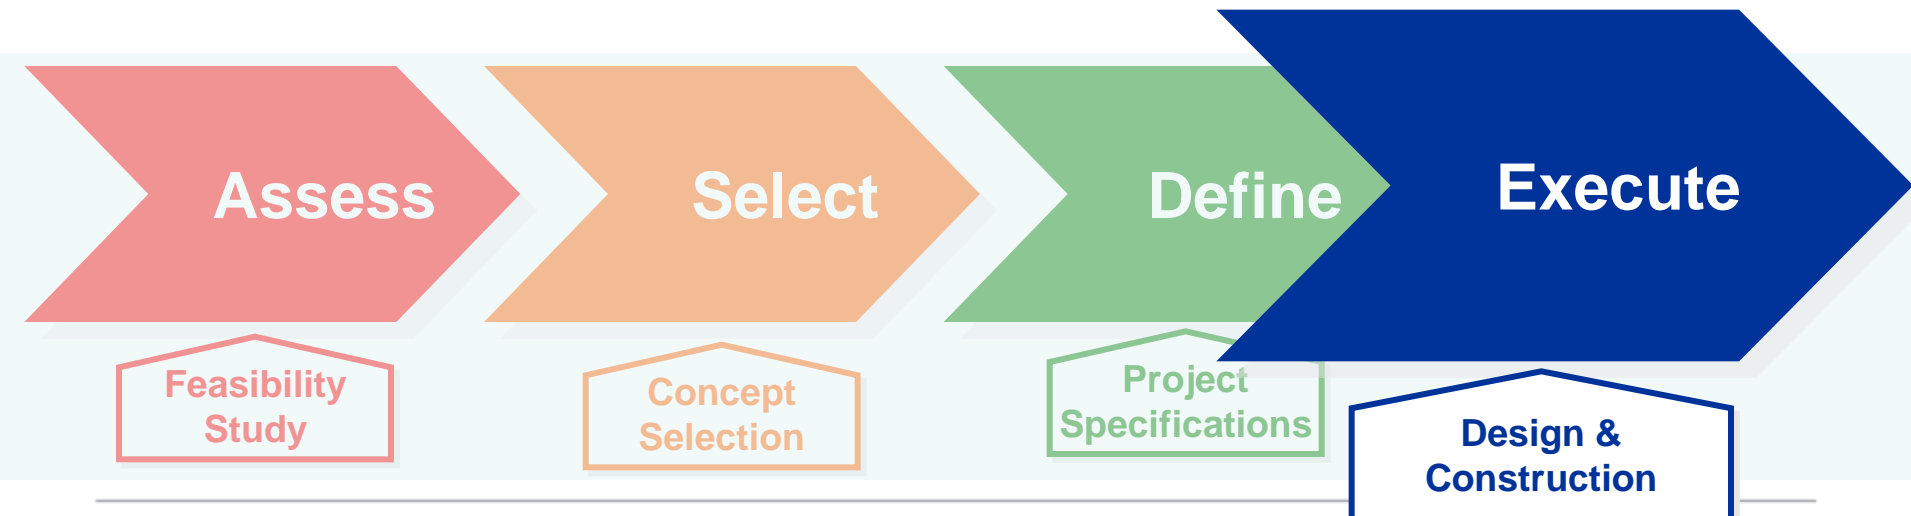 Assess
Select
Define
Execute
Feasibility
Study
Concept
Selection
Project
Specifications
Design &
Construction